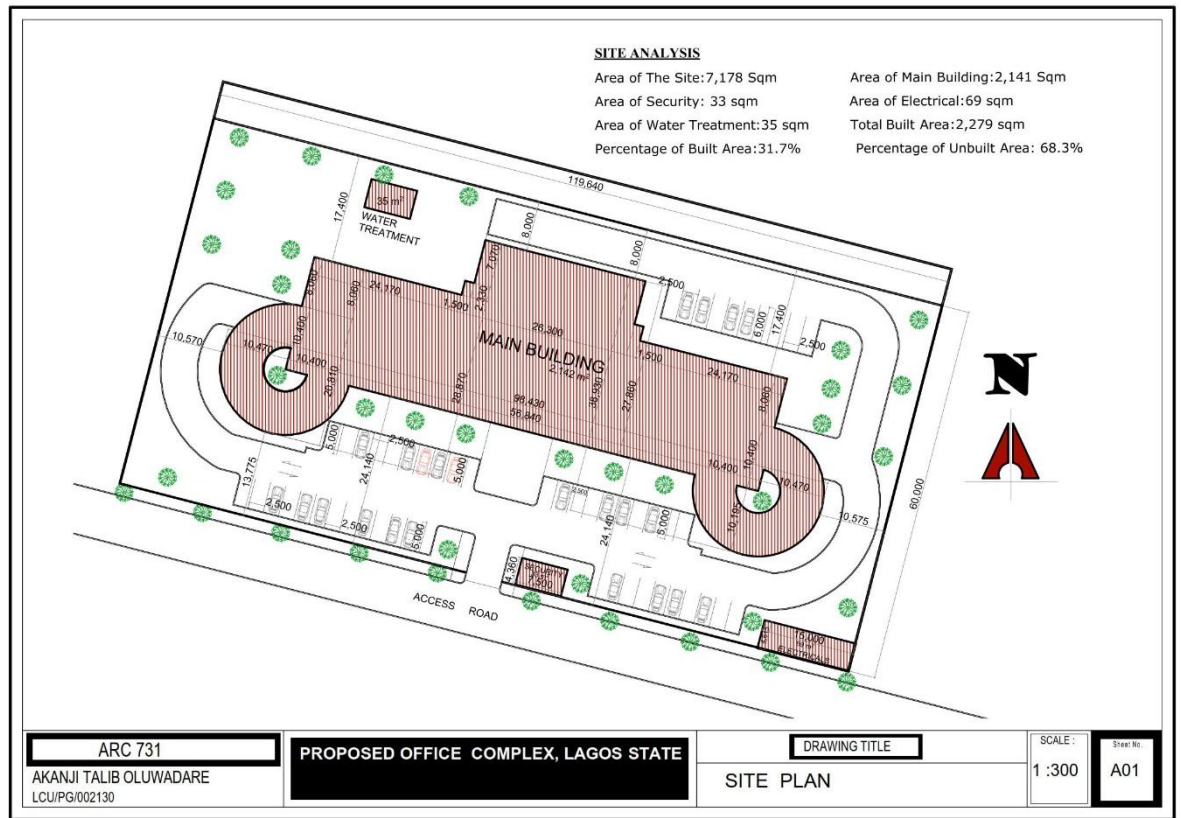 SITE ANALYSIS
Area of The Site:7,178 Sqm
Area of Main Building:2,141 Sqm
Area of Security: 33 sqm
Area of Electrical:69 sqm
Area of Water Treatment:35 sqm
Total Built Area:2,279 sqm
Percentage of Built Area:31.7%
Percentage of Unbuilt Area: 68.3%
119,640
35 m²
WATER
TREATMENT
17,400
8,000
8,000
7,070
2,330
1,500
24,170
8,060
8,060
26,300
2,500
6,000
17,400
2,500
MAIN BUILDING
2,142 m²
1,500
24,170
8,060
10,570
10,470
10,400
10,400
20,810
28,870
98,430
56,840
38,930
27,860
10,400
10,400
10,470
10,195
10,575
60,000
N
5,000
2,500
5,000
13,775
24,140
2,500
2,500
5,000
2,500
5,000
24,140
4,360
SECURITY
7,500
15,000
ELECTRICALS
ACCESS ROAD
ARC 731
AKANJI TALIB OLUWADARE
LCU/PG/002130
PROPOSED OFFICE COMPLEX, LAGOS STATE
DRAWING TITLE
SITE PLAN
SCALE :
1 :300
Sheet No.
A01